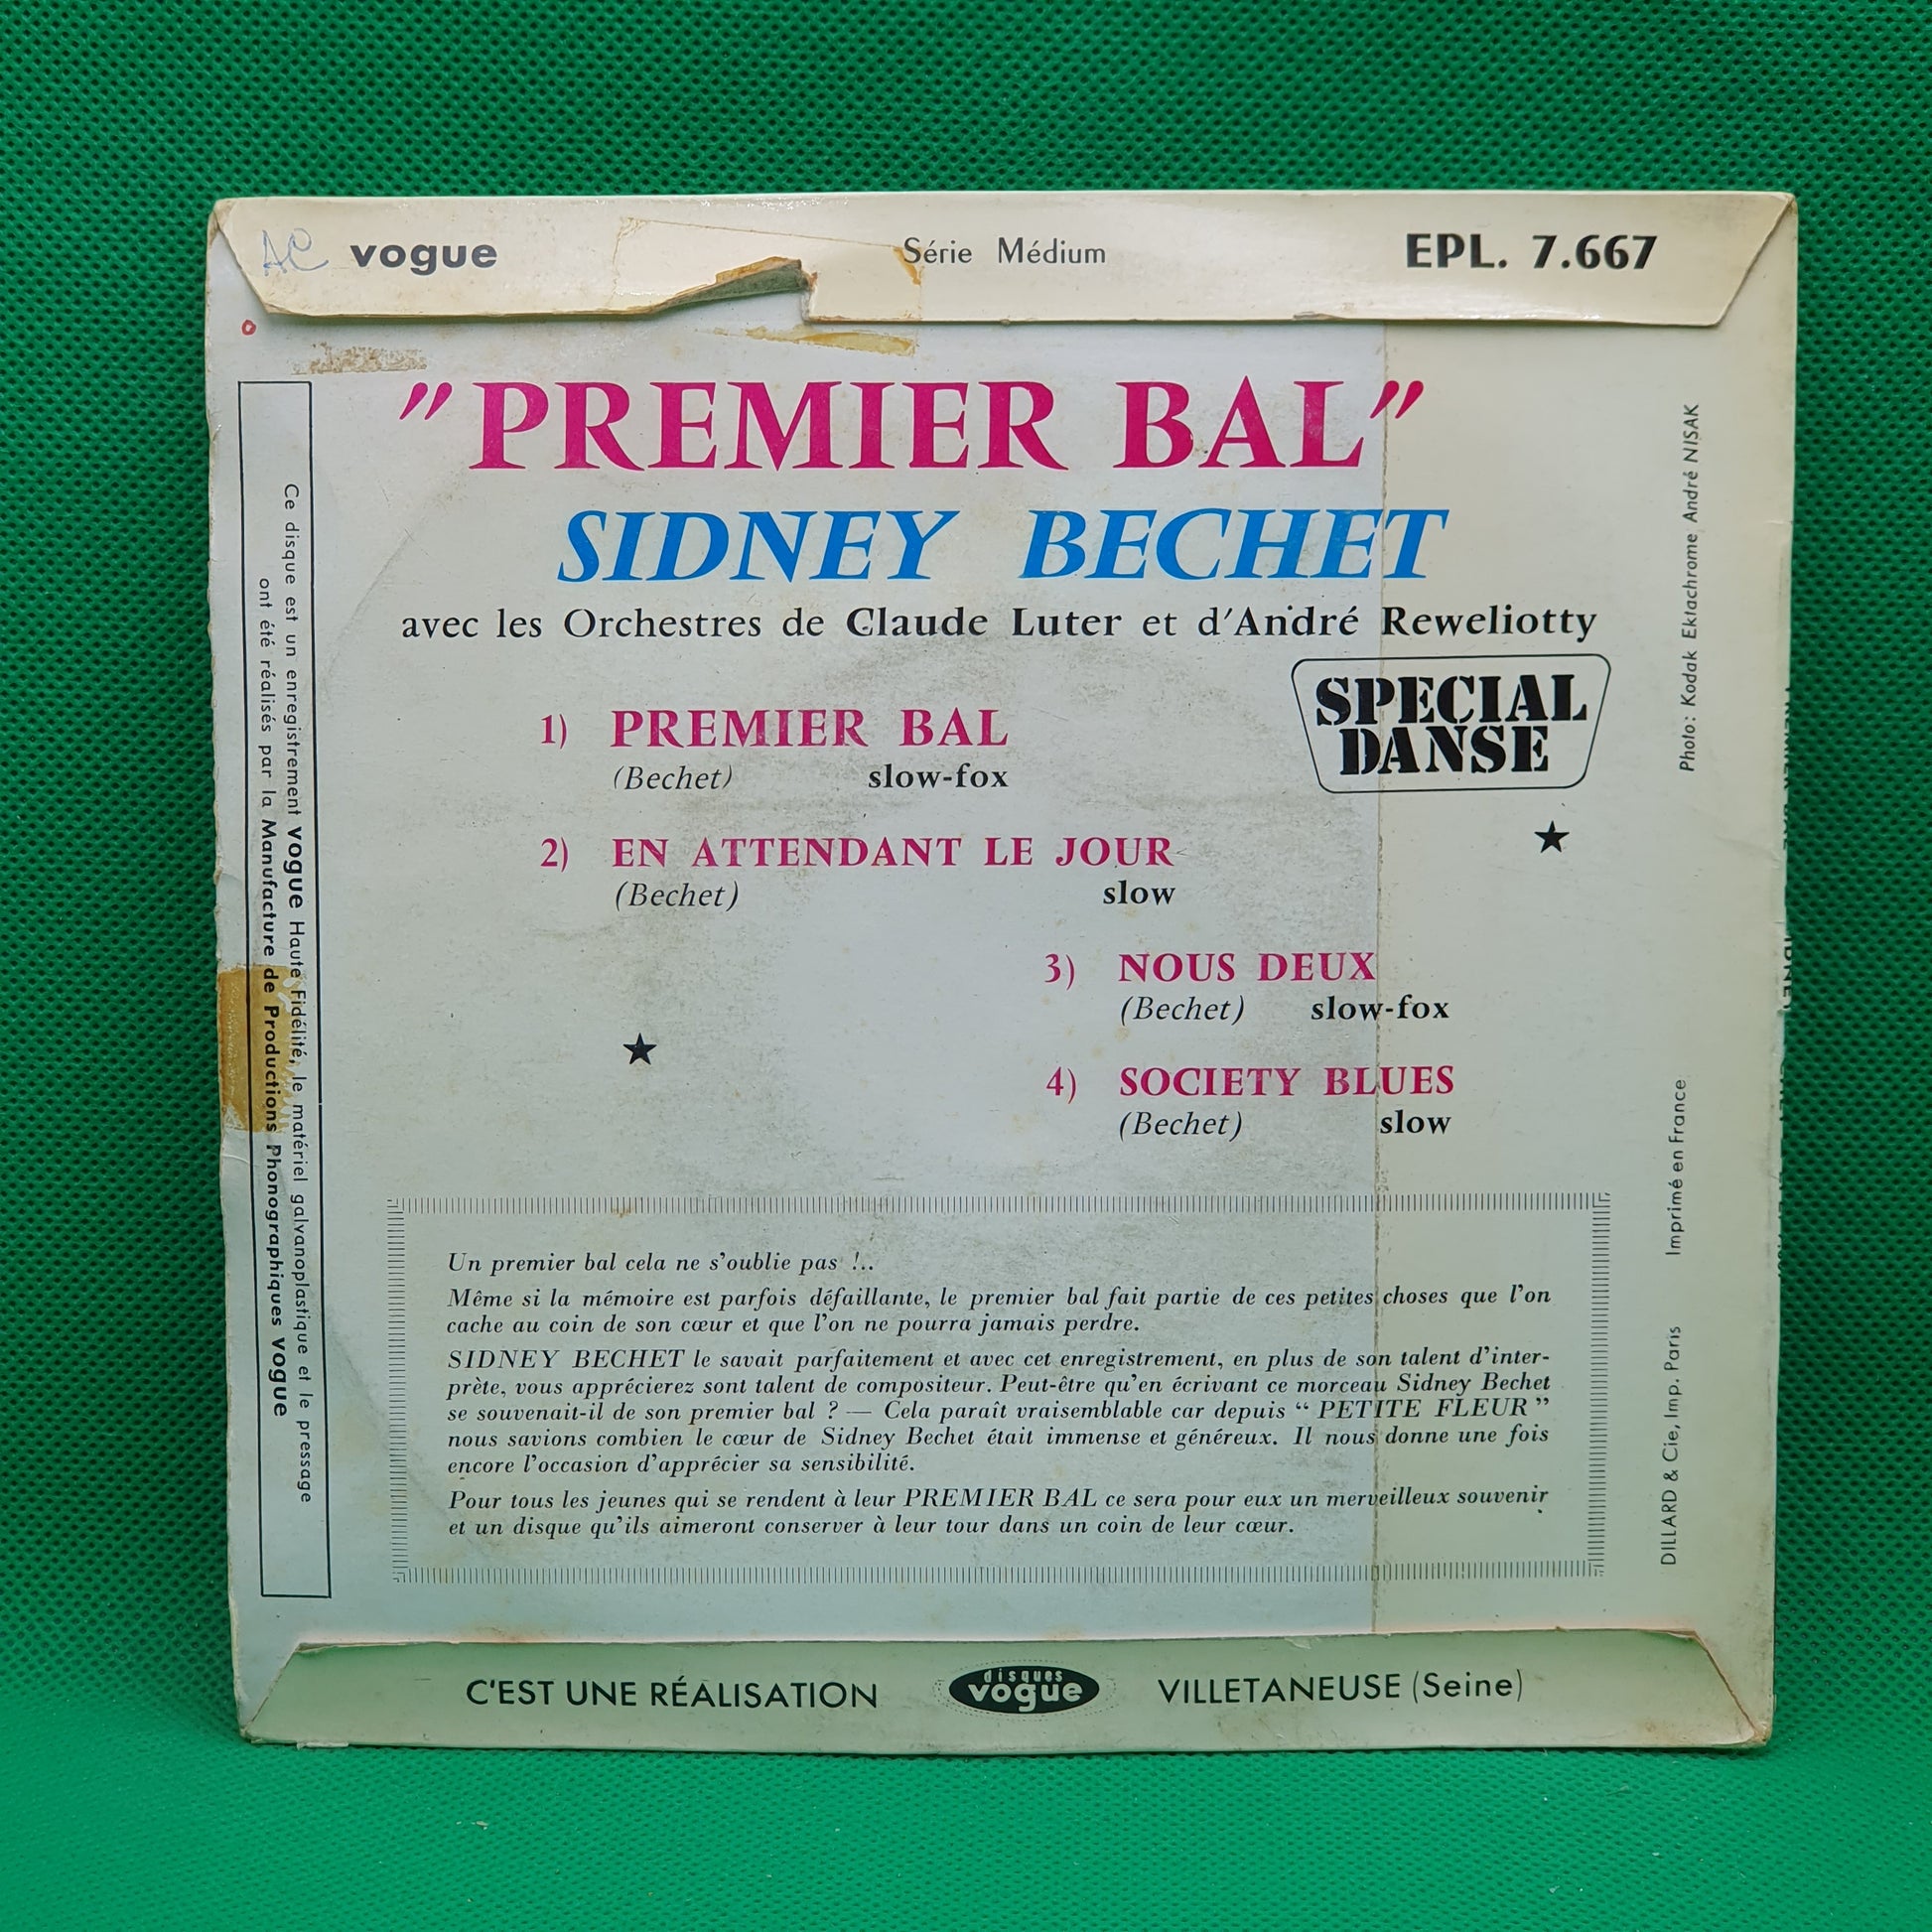 AC vogue Série Médium EPL. 7.667
"PREMIER BAL"
SIDNEY BECHET
avec les Orchestres de Claude Luter et d'André Reweliotty
SPECIAL
DANSE
1) PREMIER BAL
(Bechet) slow-fox
2) EN ATTENDANT LE JOUR
(Bechet) slow
3) NOUS DEUX
(Bechet) slow-fox
4) SOCIETY BLUES
(Bechet) slow
Un premier bal cela ne s'oublie pas !..
Même si la mémoire est parfois défaillante, le premier bal fait partie de ces petites choses que l'on
cache au coin de son cœur et que l'on ne pourra jamais perdre.
SIDNEY BECHET le savait parfaitement et avec cet enregistrement, en plus de son talent d'inter-
prète, vous apprécierez sont talent de compositeur. Peut-être qu'en écrivant ce morceau Sidney Bechet
se souvenait-il de son premier bal ? — Cela paraît vraisemblable car depuis “ PETITE FLEUR ”
nous savions combien le cœur de Sidney Bechet était immense et généreux. Il nous donne une fois
encore l'occasion d'apprécier sa sensibilité.
Pour tous les jeunes qui se rendent à leur PREMIER BAL ce sera pour eux un merveilleux souvenir
et un disque qu'ils aimeront conserver à leur tour dans un coin de leur cœur.
Ce disque est un enregistrement vogue Haute Fidélité, le matériel galvanoplastique et le pressage
ont été réalisés par la Manufacture de Productions Phonographiques vogue
Photo: Kodak Ektachrome André NISAK
Imprimé en France
DILLARD & Cie, Imp. Paris
C'EST UNE RÉALISATION disques vogue VILLETANEUSE (Seine)